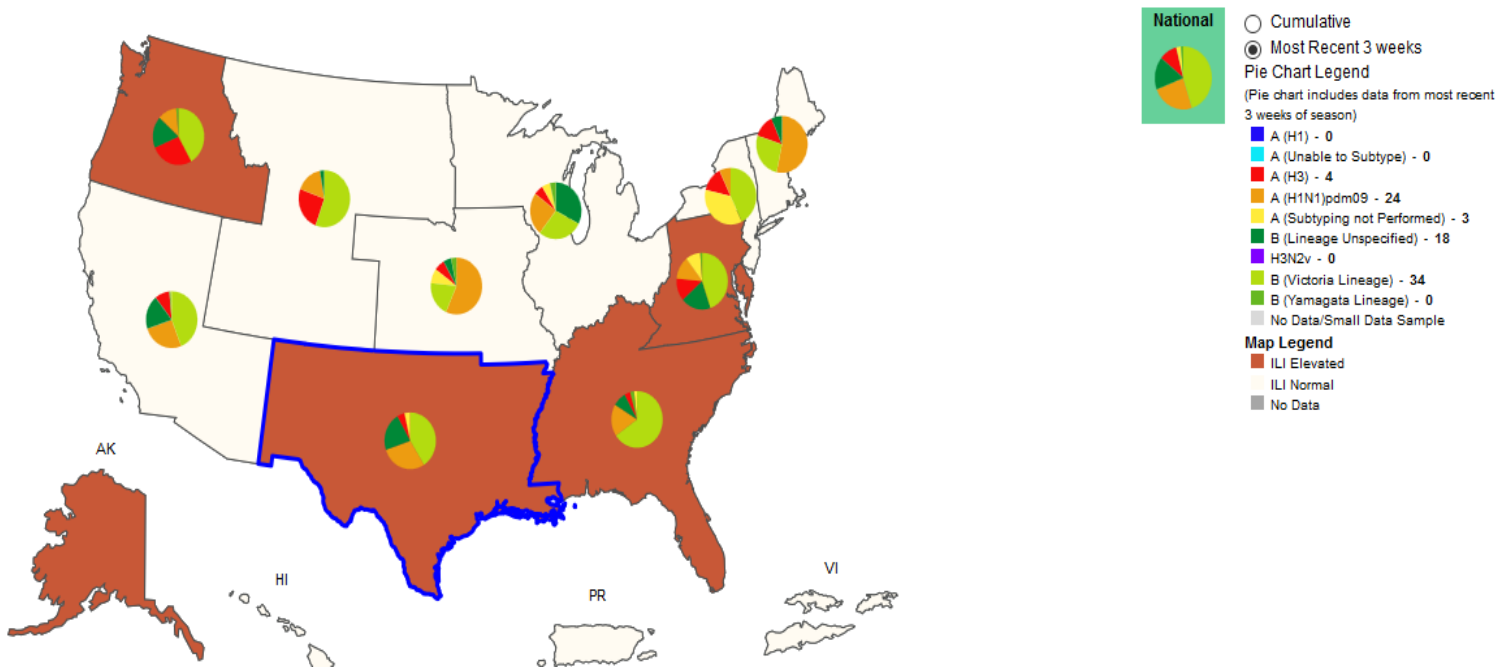 National
Cumulative
Most Recent 3 weeks
Pie Chart Legend
(Pie chart includes data from most recent
3 weeks of season)
A (H1) - 0
A (Unable to Subtype) - 0
A (H3) - 4
A (H1N1)pdm09 - 24
A (Subtyping not Performed) - 3
B (Lineage Unspecified) - 18
H3N2v - 0
B (Victoria Lineage) - 34
B (Yamagata Lineage) - 0
No Data/Small Data Sample
Map Legend
ILI Elevated
ILI Normal
No Data
AK
HI
PR
VI